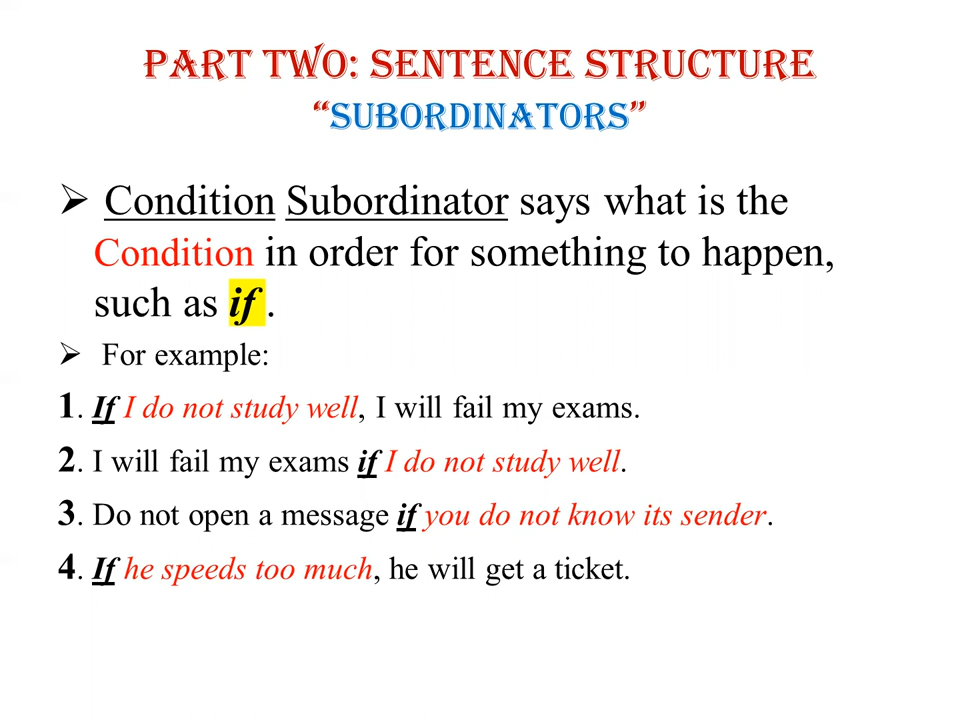 PART TWO: SENTENCE STRUCTURE
“SUBORDINATORS”
➢ Condition Subordinator says what is the
Condition in order for something to happen,
such as if .
➢ For example:
1. If I do not study well, I will fail my exams.
2. I will fail my exams if I do not study well.
3. Do not open a message if you do not know its sender.
4. If he speeds too much, he will get a ticket.